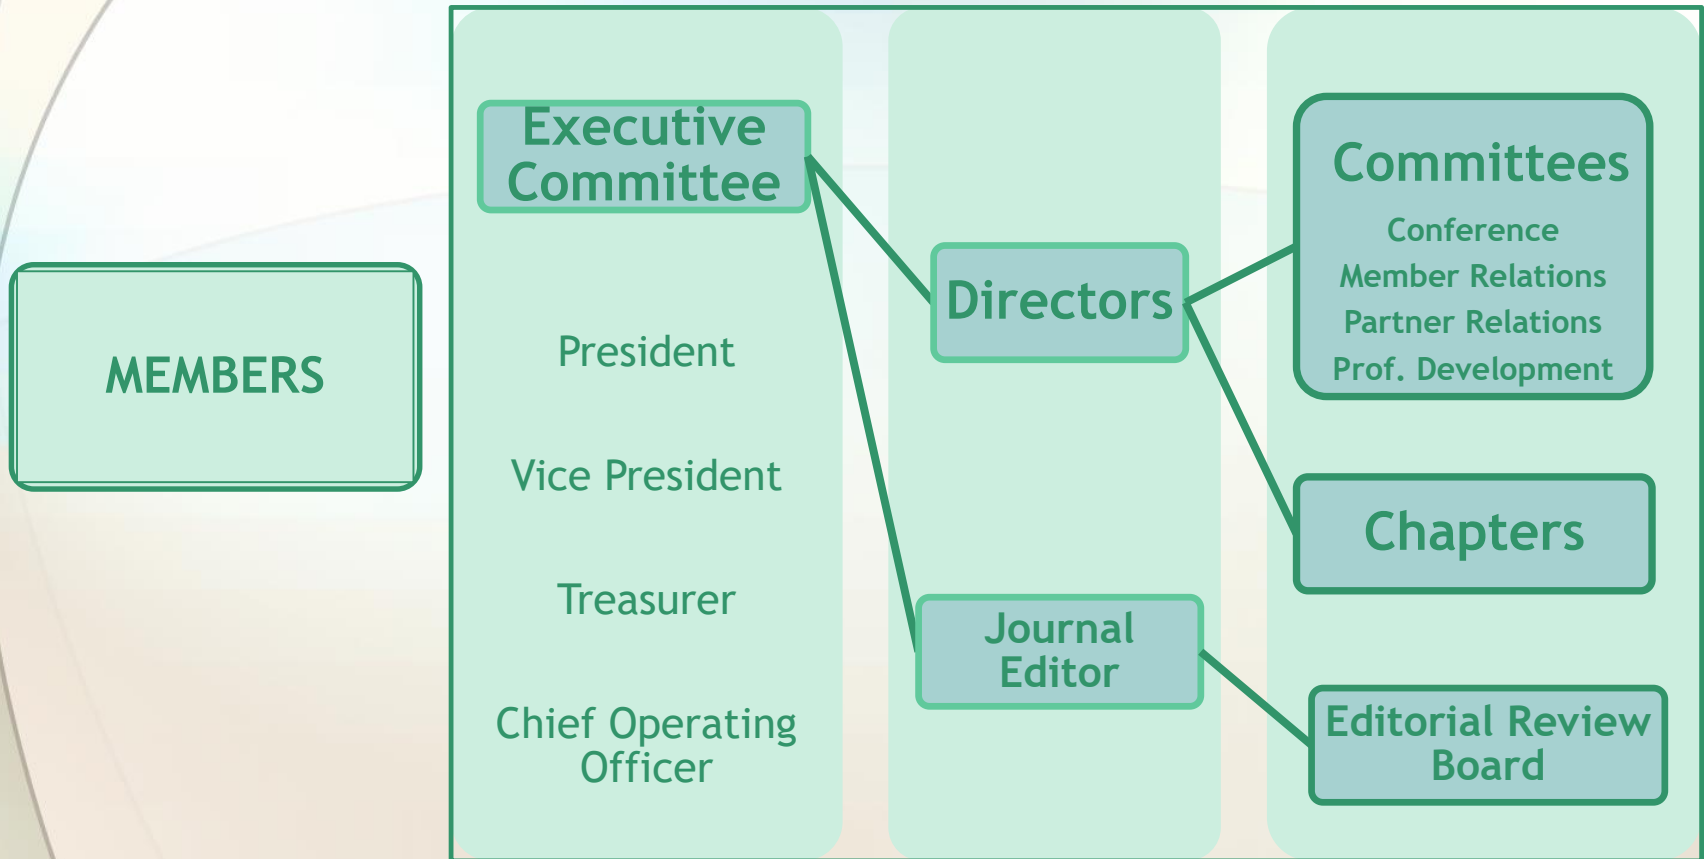 MEMBERS
Executive
Committee
President
Vice President
Treasurer
Chief Operating
Officer
Directors
Journal
Editor
Committees
Conference
Member Relations
Partner Relations
Prof. Development
Chapters
Editorial Review
Board